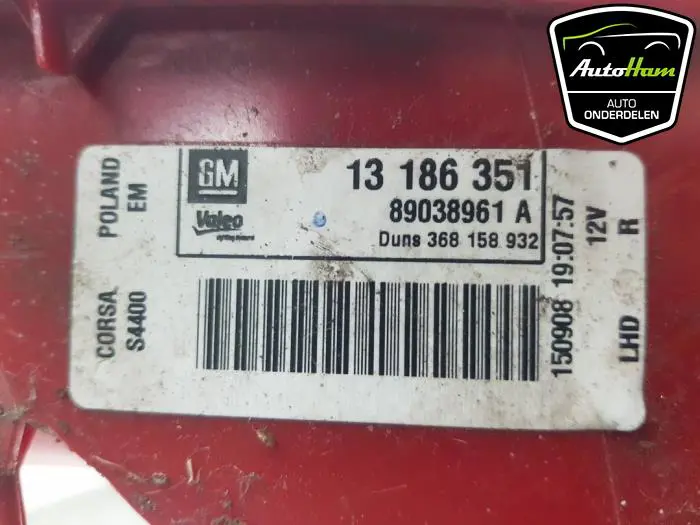 AutoHam
AUTO
ONDERDELEN
POLAND
EM
CORSA
S4400
GM
Valeo
13 186 351
89038961 A
Duns 368 158 932
150908 19:07:57
12V
R
LHD